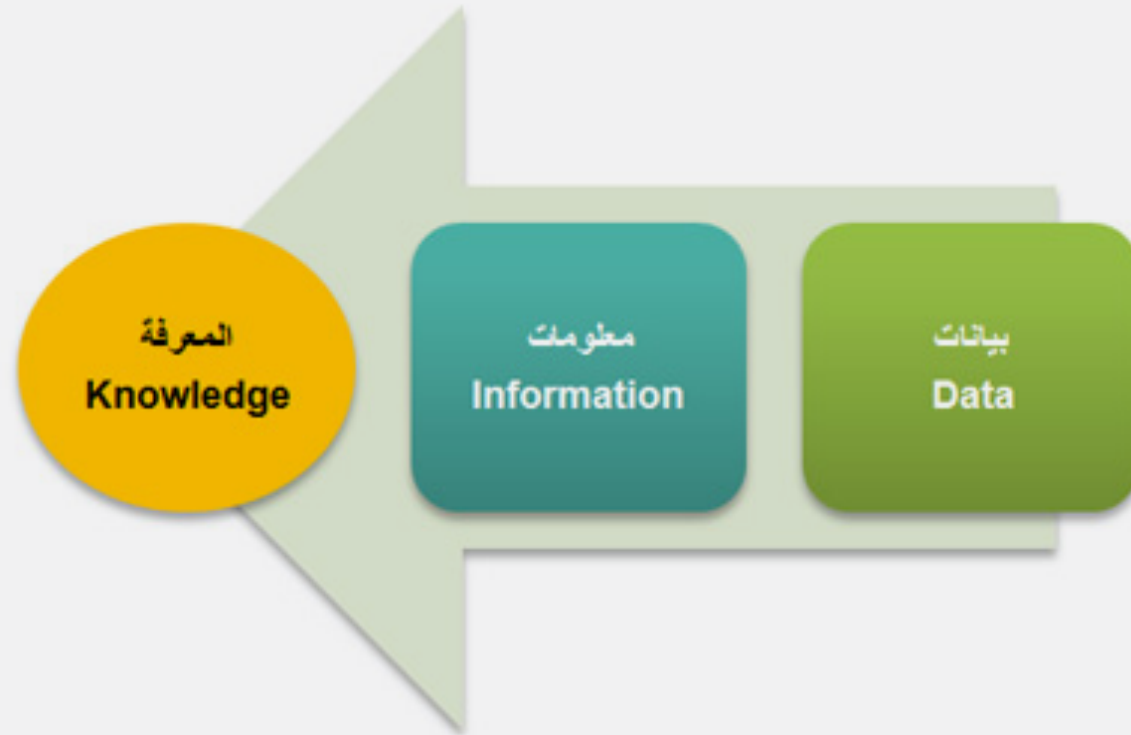 بيانات
Data
معلومات
Information
المعرفة
Knowledge